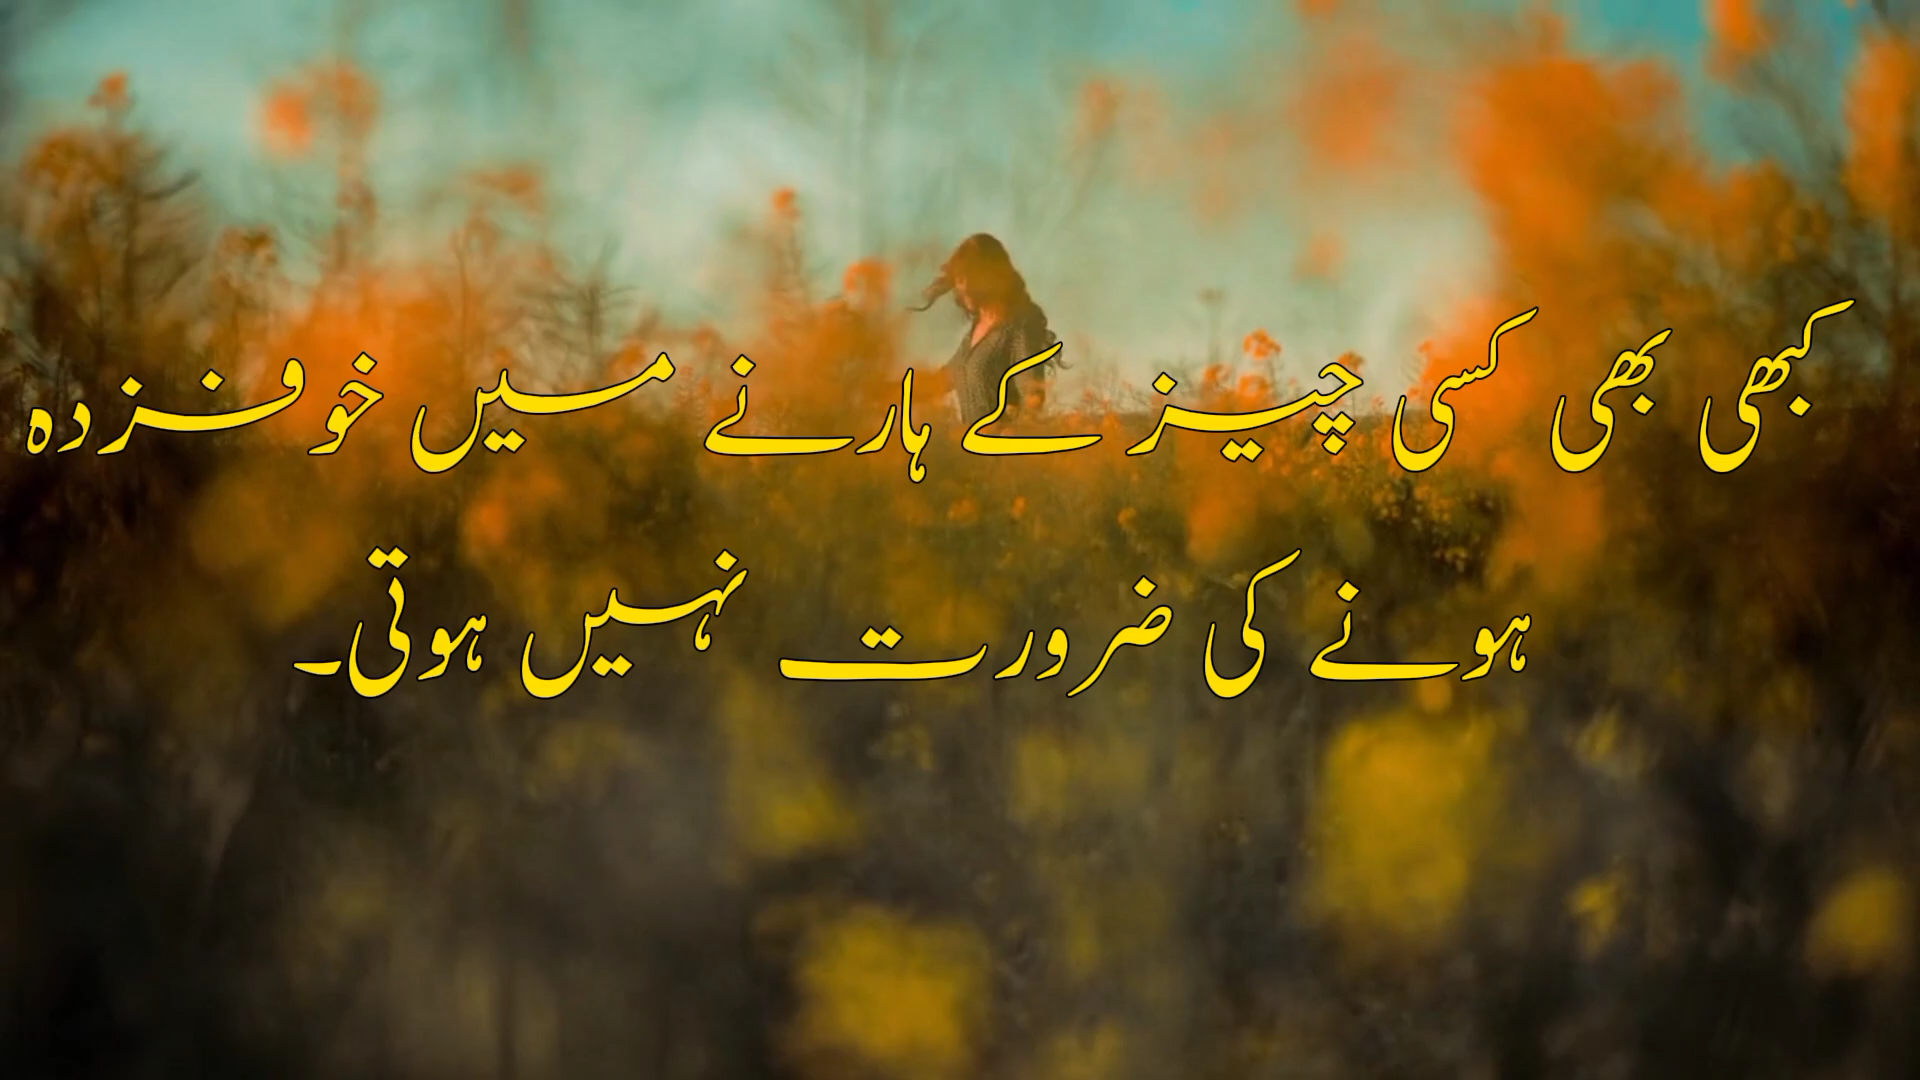 کبھی بھی کسی چیز کے ہارنے میں خوفزدہ
ہونے کی ضرورت نہیں ہوتی۔